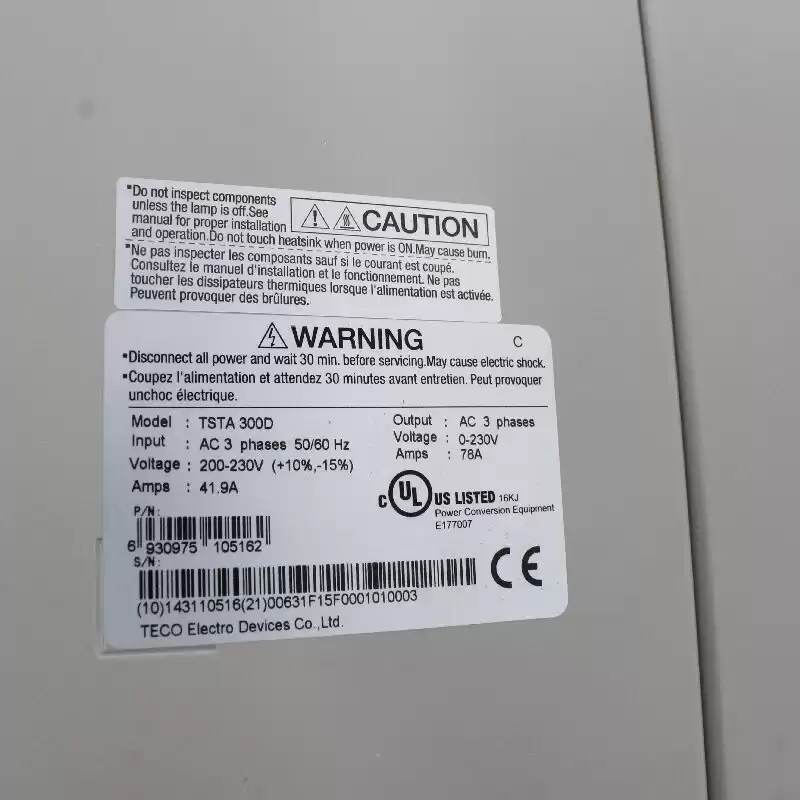 ▪Do not inspect components
unless the lamp is off.See
manual for proper installation
CAUTION
and operation.Do not touch heatsink when power is ON.May cause burn.
▪Ne pas inspecter les composants sauf si le courant est coupé.
Consultez le manuel d'installation et le fonctionnement. Ne pas
toucher les dissipateurs thermiques lorsque l'alimentation est activée.
Peuvent provoquer des brûlures.
WARNING C
▪Disconnect all power and wait 30 min. before servicing.May cause electric shock.
▪Coupez l'alimentation et attendez 30 minutes avant entretien. Peut provoquer
unchoc électrique.
Model : TSTA 300D
Input : AC 3 phases 50/60 Hz
Voltage : 200-230V (+10%,-15%)
Amps : 41.9A
Output : AC 3 phases
Voltage : 0-230V
Amps : 78A
C UL US LISTED 16KJ
Power Conversion Equipment
E177007
P/N:
6 930975 105162
S/N:
(10)143110516(21)00631F15F0001010003
CE
TECO Electro Devices Co.,Ltd.